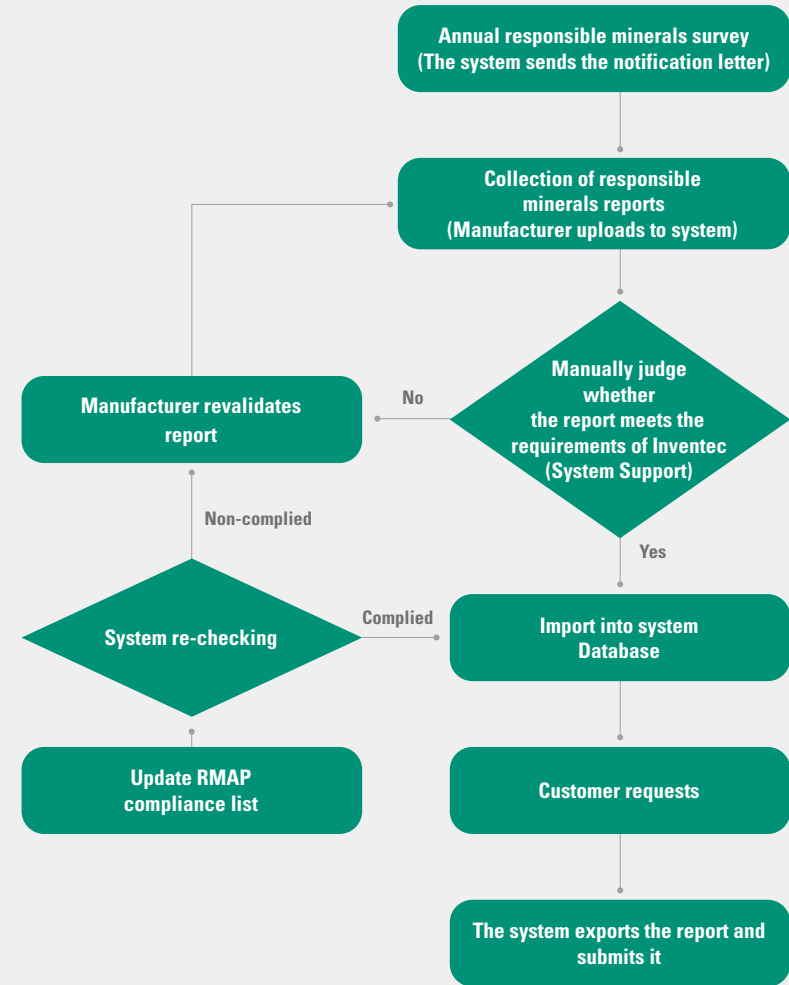 Annual responsible minerals survey
(The system sends the notification letter)
Collection of responsible
minerals reports
(Manufacturer uploads to system)
Manually judge
whether
the report meets the
requirements of Inventec
(System Support)
No
Manufacturer revalidates
report
Non-complied
Yes
System re-checking
Complied
Import into system
Database
Update RMAP
compliance list
Customer requests
The system exports the report and
submits it